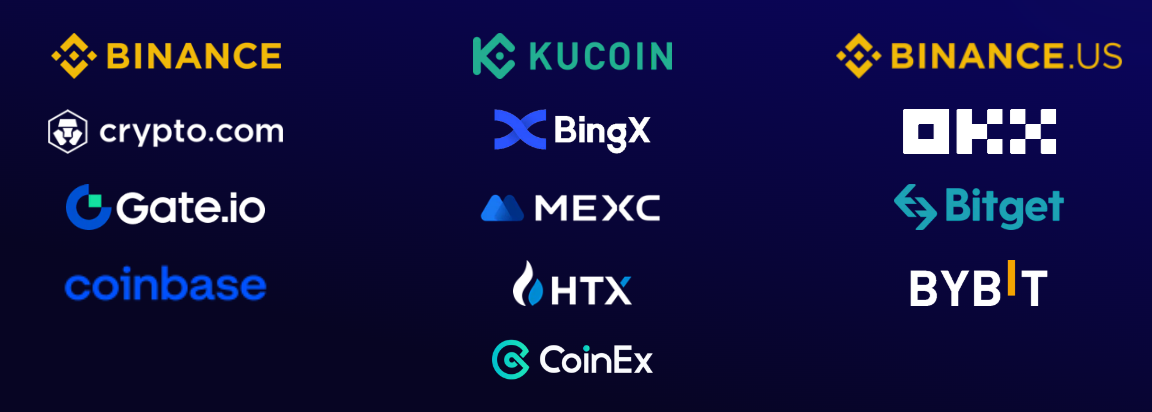 BINANCE
KUCOIN
BINANCE.US
crypto.com
BingX
OKX
Gate.io
MEXC
Bitget
coinbase
HTX
BYBIT
CoinEx